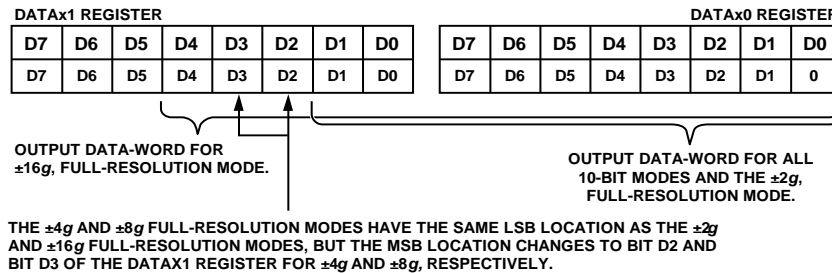 DATAx1 REGISTER DATAx0 REGISTER
D7 D6 D5 D4 D3 D2 D1 D0 D7 D6 D5 D4 D3 D2 D1 D0
D7 D6 D5 D4 D3 D2 D1 D0 D7 D6 D5 D4 D3 D2 D1 0
OUTPUT DATA-WORD FOR
±16g, FULL-RESOLUTION MODE.
OUTPUT DATA-WORD FOR ALL
10-BIT MODES AND THE ±2g,
FULL-RESOLUTION MODE.
THE ±4g AND ±8g FULL-RESOLUTION MODES HAVE THE SAME LSB LOCATION AS THE ±2g
AND ±16g FULL-RESOLUTION MODES, BUT THE MSB LOCATION CHANGES TO BIT D2 AND
BIT D3 OF THE DATAX1 REGISTER FOR ±4g AND ±8g, RESPECTIVELY.